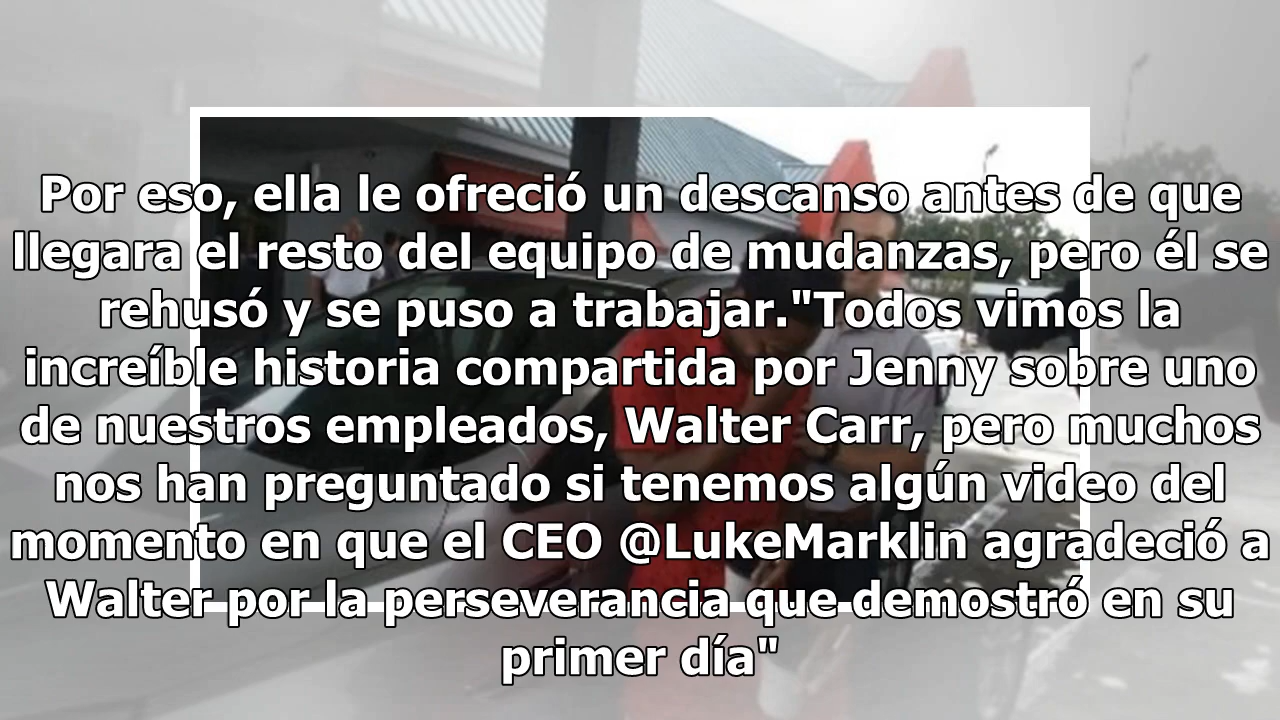 Por eso, ella le ofreció un descanso antes de que
llegara el resto del equipo de mudanzas, pero él se
rehusó y se puso a trabajar."Todos vimos la
increíble historia compartida por Jenny sobre uno
de nuestros empleados, Walter Carr, pero muchos
nos han preguntado si tenemos algún video del
momento en que el CEO @LukeMarklin agradeció a
Walter por la perseverancia que demostró en su
primer día"